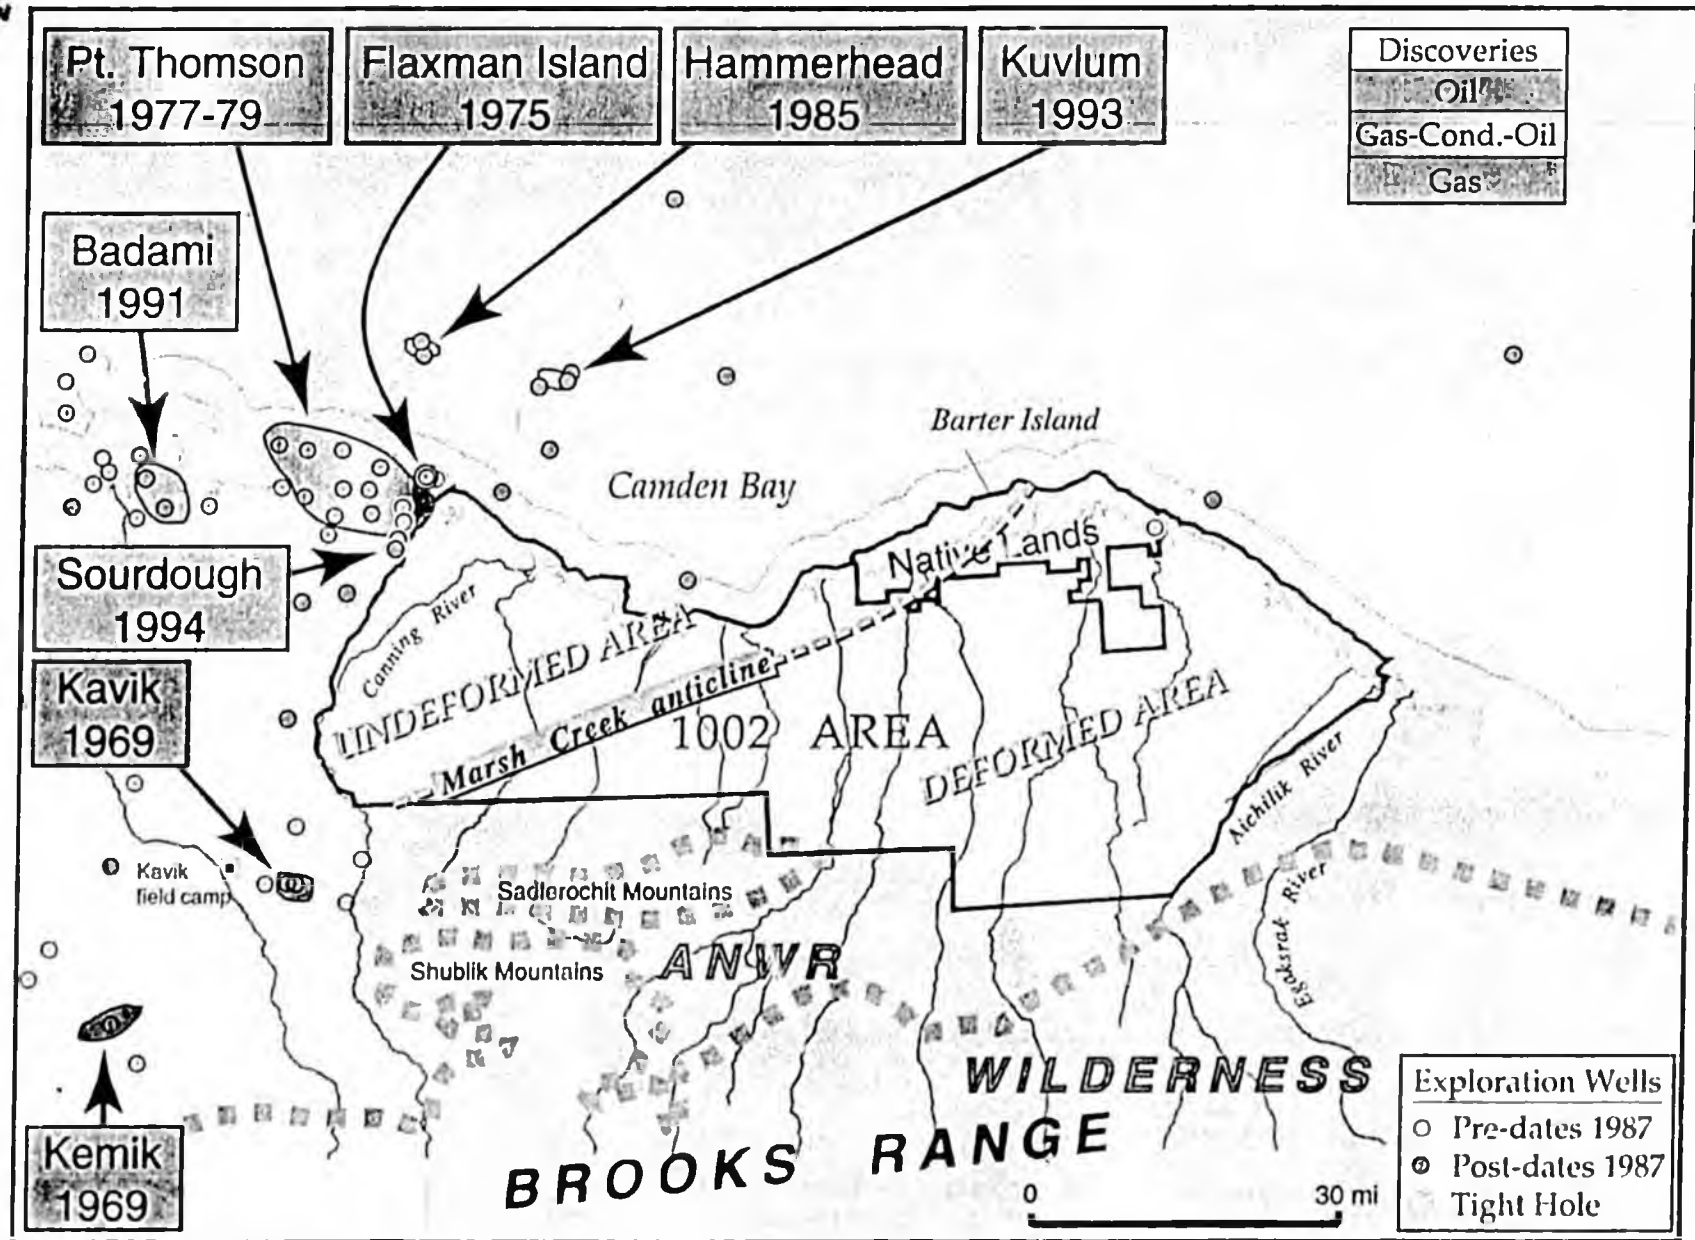 Pt. Thomson
1977-79
Flaxman Island
1975
Hammerhead
1985
Kuvlum
1993
Discoveries
Oil
Gas-Cond.-Oil
Gas
Badami
1991
Barter Island
Camden Bay
Native Lands
Sourdough
1994
Canning River
UNDEFORMED AREA
Marsh Creek anticline
1002 AREA
DEFORMED AREA
Kavik
1969
Aichilik River
Kavik
field camp
Sadlerochit Mountains
Egaksrak River
ANWR
Shublik Mountains
WILDERNESS
BROOKS RANGE
Kemik
1969
0 30 mi
Exploration Wells
Pre-dates 1987
Post-dates 1987
Tight Hole